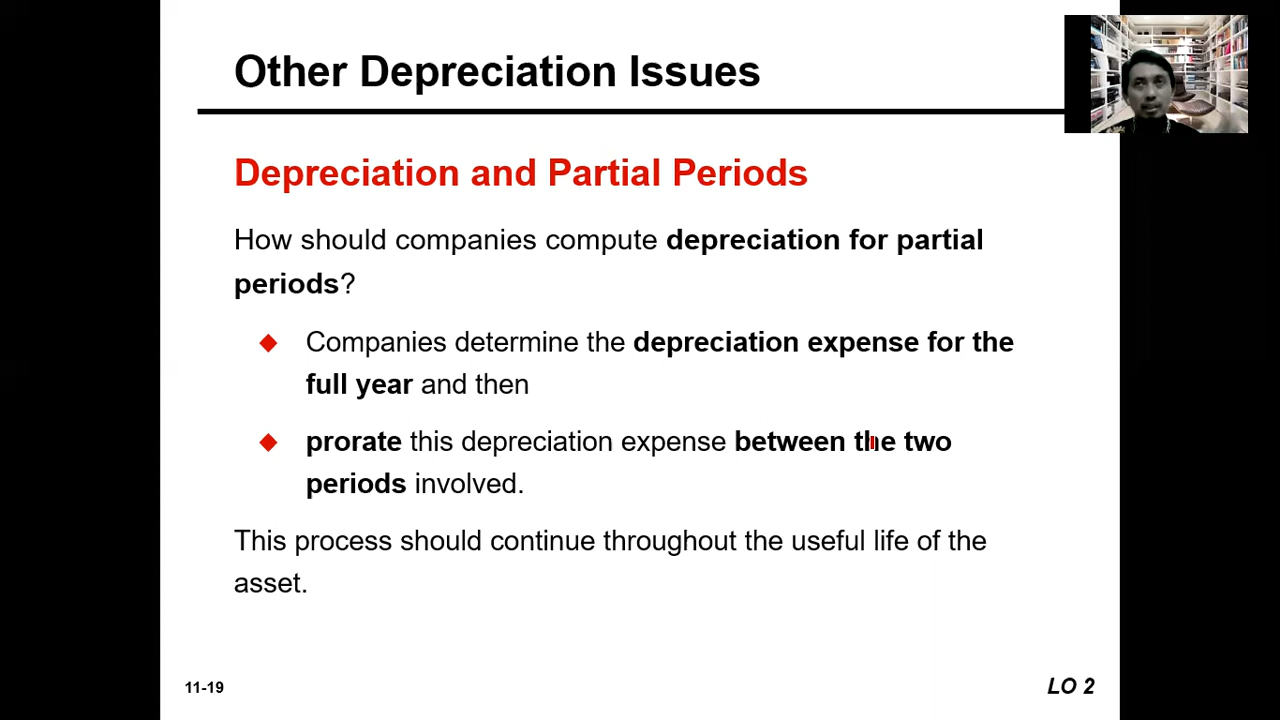 Other Depreciation Issues
Depreciation and Partial Periods
How should companies compute depreciation for partial
periods?
Companies determine the depreciation expense for the
full year and then
prorate this depreciation expense between the two
periods involved.
This process should continue throughout the useful life of the
asset.
11-19
LO 2